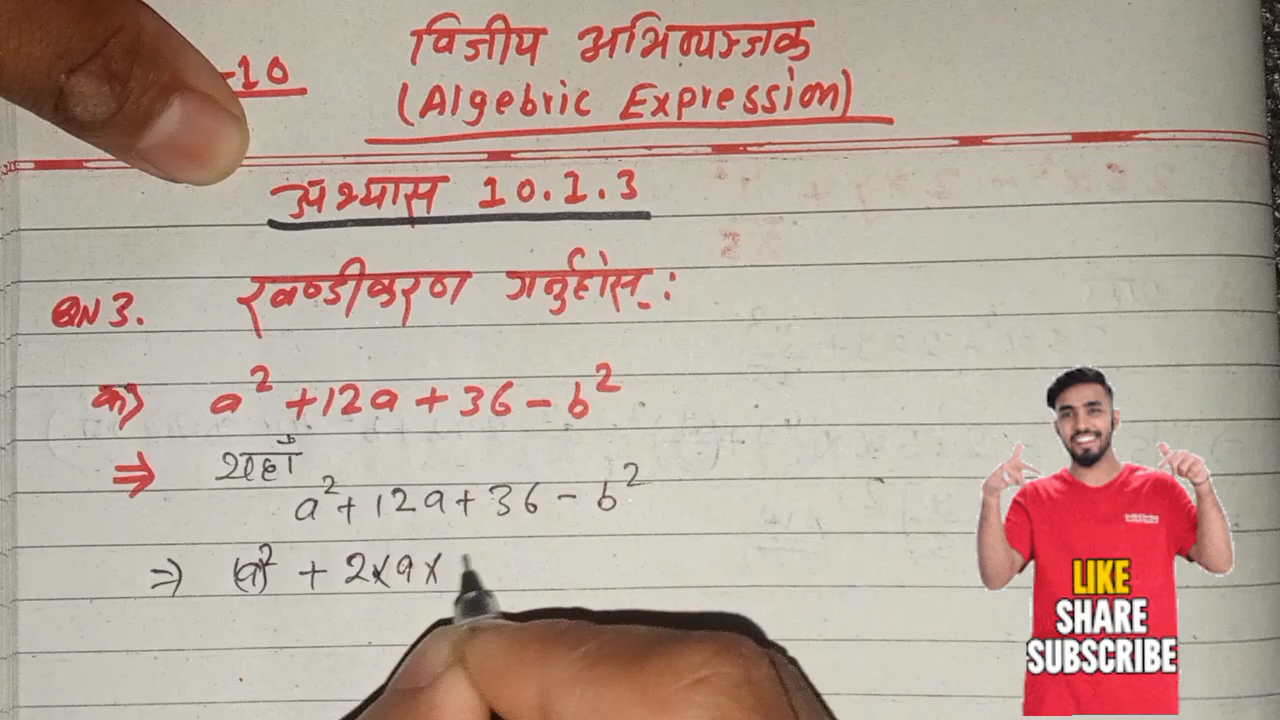 -10
विजीय अभिव्यञ्जक
(Algebric Expression)
अभ्यास 10.1.3
QN 3. खण्डीकरण गर्नुहोस् :
क) a² + 12a + 36 - b²
⇒ यहाँ
a² + 12a + 36 - b²
⇒ (a)² + 2×a×
LIKE
SHARE
SUBSCRIBE